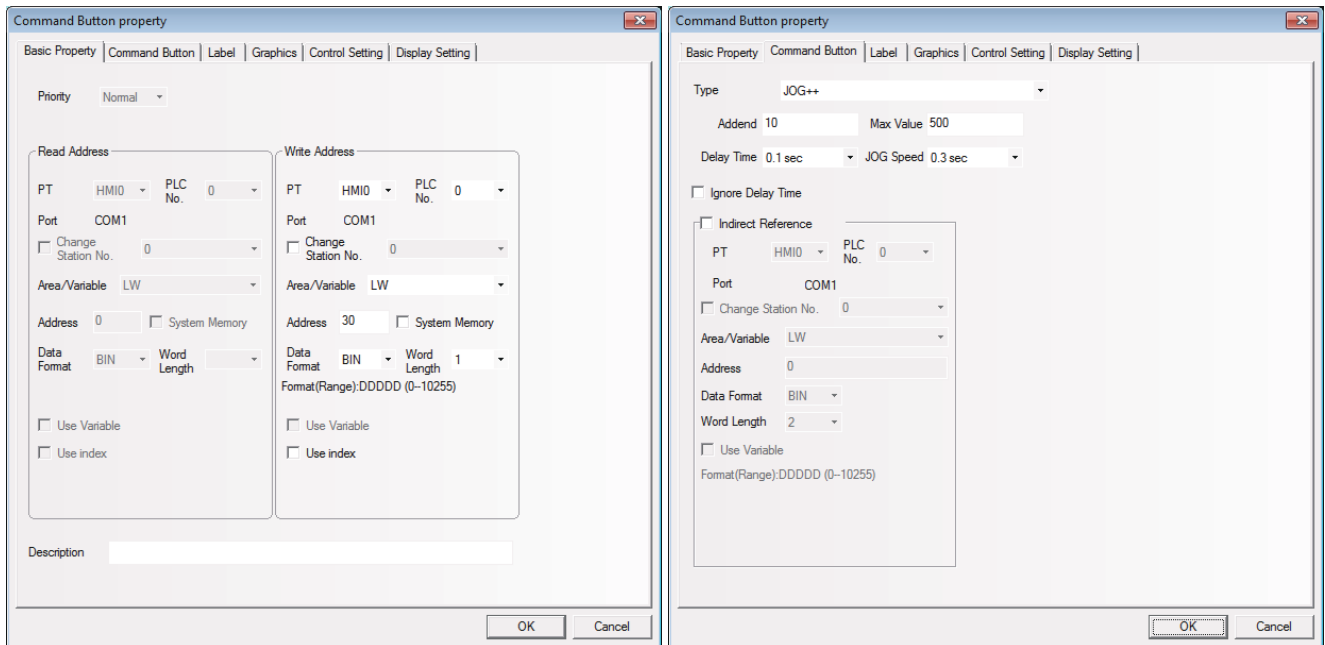 Command Button property
Basic Property Command Button Label Graphics Control Setting Display Setting
Priority Normal
Read Address
PT HMI0 PLC No. 0
Port COM1
Change Station No. 0
Area/Variable LW
Address 0 System Memory
Data Format BIN Word Length
Use Variable
Use index
Write Address
PT HMI0 PLC No. 0
Port COM1
Change Station No. 0
Area/Variable LW
Address 30 System Memory
Data Format BIN Word Length 1
Format(Range):DDDDD (0--10255)
Use Variable
Use index
Description
OK Cancel
Command Button property
Basic Property Command Button Label Graphics Control Setting Display Setting
Type JOG++
Addend 10 Max Value 500
Delay Time 0.1 sec JOG Speed 0.3 sec
Ignore Delay Time
Indirect Reference
PT HMI0 PLC No. 0
Port COM1
Change Station No. 0
Area/Variable LW
Address 0
Data Format BIN
Word Length 2
Use Variable
Format(Range):DDDDD (0--10255)
OK Cancel